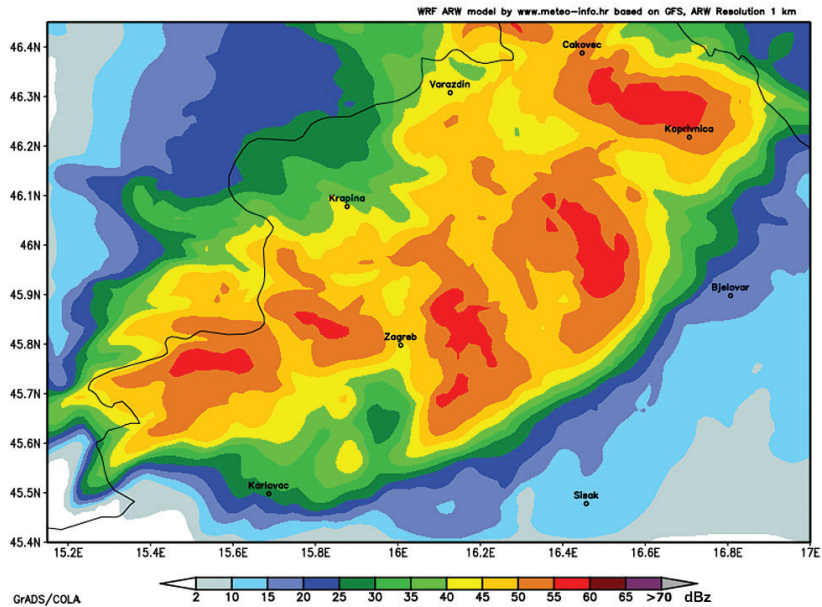 WRF ARW model by www.meteo-info.hr based on GFS, ARW Resolution 1 km
46.4N
Cakovec
46.3N
Varazdin
46.2N
Koprivnica
46.1N
Krapina
46N
45.9N
Bjelovar
45.8N
Zagreb
45.7N
45.6N
45.5N
Karlovac
Sisak
45.4N
15.2E 15.4E 15.6E 15.8E 16E 16.2E 16.4E 16.6E 16.8E 17E
GrADS/COLA
2 10 15 20 25 30 35 40 45 50 55 60 65 >70 dBz